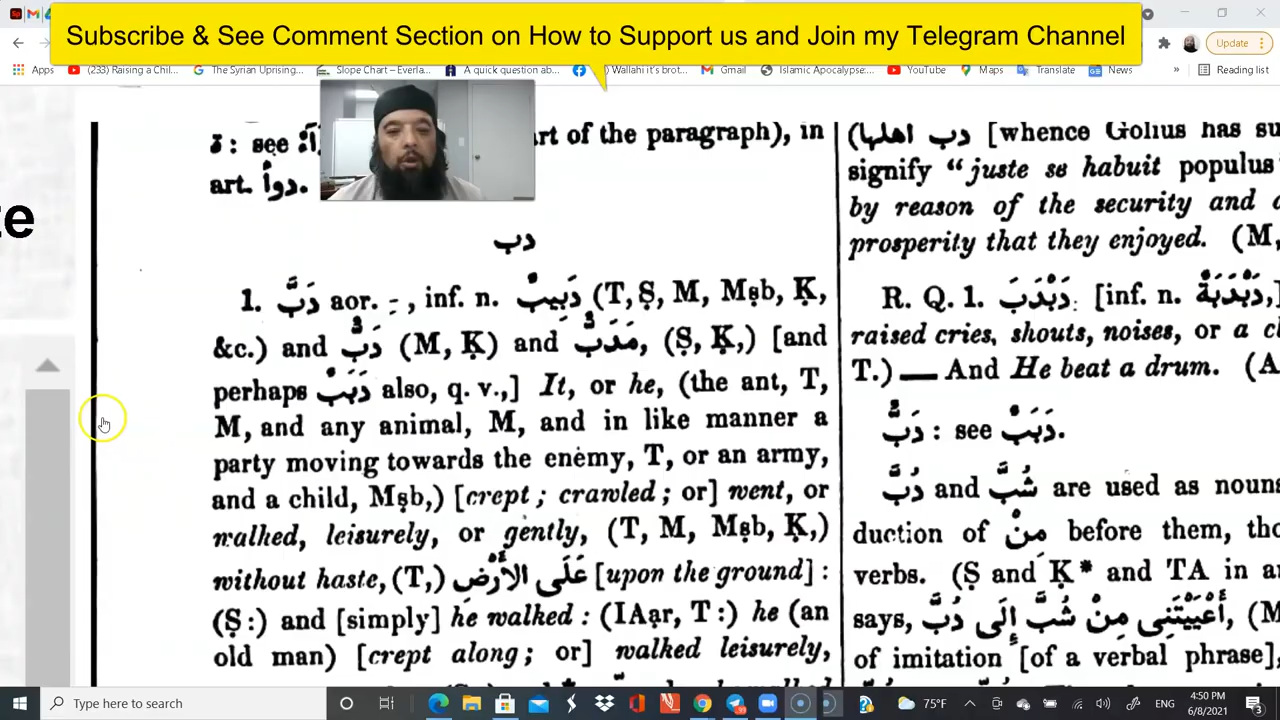 Subscribe & See Comment Section on How to Support us and Join my Telegram Channel
Update
Apps
(233) Raising a Chil...
The Syrian Uprising...
Slope Chart – Everla...
A quick question ab...
Wallahi it's brot...
Gmail
Islamic Apocalypse:...
YouTube
Maps
Translate
News
»
Reading list
te
: see
art of the paragraph), in
art. دوأ.
دب
1. دَبَّ aor. ـِ , inf. n. دَبِيبٌ (T, Ṣ, M, Mṣb, Ḳ,
&c.) and دَبٌّ (M, Ḳ) and مَدَبٌّ, (Ṣ, Ḳ,) [and
perhaps دَبَبٌ also, q. v.,] It, or he, (the ant, T,
M, and any animal, M, and in like manner a
party moving towards the enemy, T, or an army,
and a child, Mṣb,) [crept; crawled; or] went, or
walked, leisurely, or gently, (T, M, Mṣb, Ḳ,)
without haste, (T,) عَلَى الأَرْضِ [upon the ground]:
(Ṣ:) and [simply] he walked: (IAạr, T:) he (an
old man) [crept along; or] walked leisurely,
(دب اهلها [whence Golius has su
signify "juste se habuit populus"
by reason of the security and a
prosperity that they enjoyed. (M,
R. Q. 1. دَبْدَبَ, [inf. n. دَبْدَبَةٌ,]
raised cries, shouts, noises, or a cl
T.) — And He beat a drum. (A
دَبٌّ : see دَبَبٌ.
دُبَّ and شُبَّ are used as nouns
duction of مِنْ before them, tho
verbs. (Ṣ and Ḳ* and TA in ar
says, أَعْيَيْتَنِى مِنْ شُبَّ إِلَى دُبَّ, (M
of imitation [of a verbal phrase],
Type here to search
75°F
ENG
4:50 PM
6/8/2021